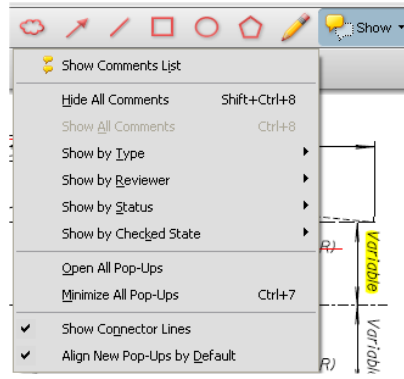 Show
Show Comments List
Hide All Comments Shift+Ctrl+8
Show All Comments Ctrl+8
Show by Type
Show by Reviewer
Show by Status
Show by Checked State
Open All Pop-Ups
Minimize All Pop-Ups Ctrl+7
Show Connector Lines
Align New Pop-Ups by Default
R)
Variable
R)
Variabl